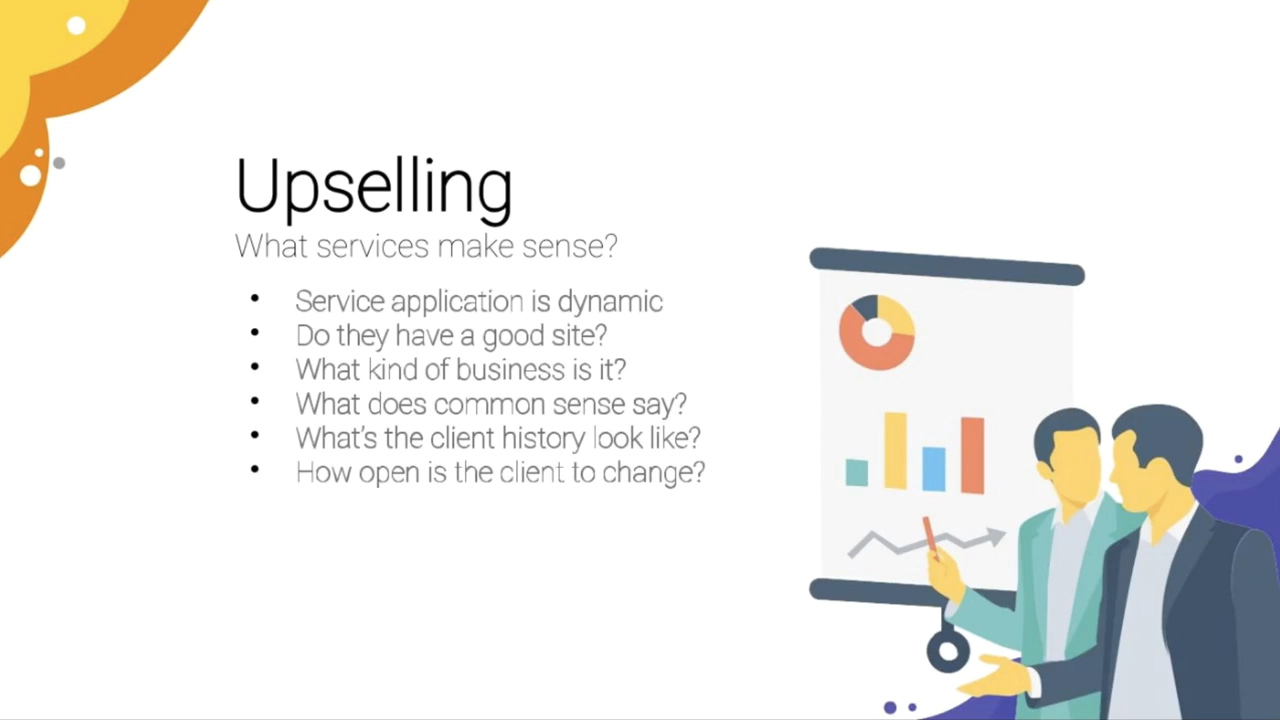 Upselling
What services make sense?
• Service application is dynamic
• Do they have a good site?
• What kind of business is it?
• What does common sense say?
• What's the client history look like?
• How open is the client to change?